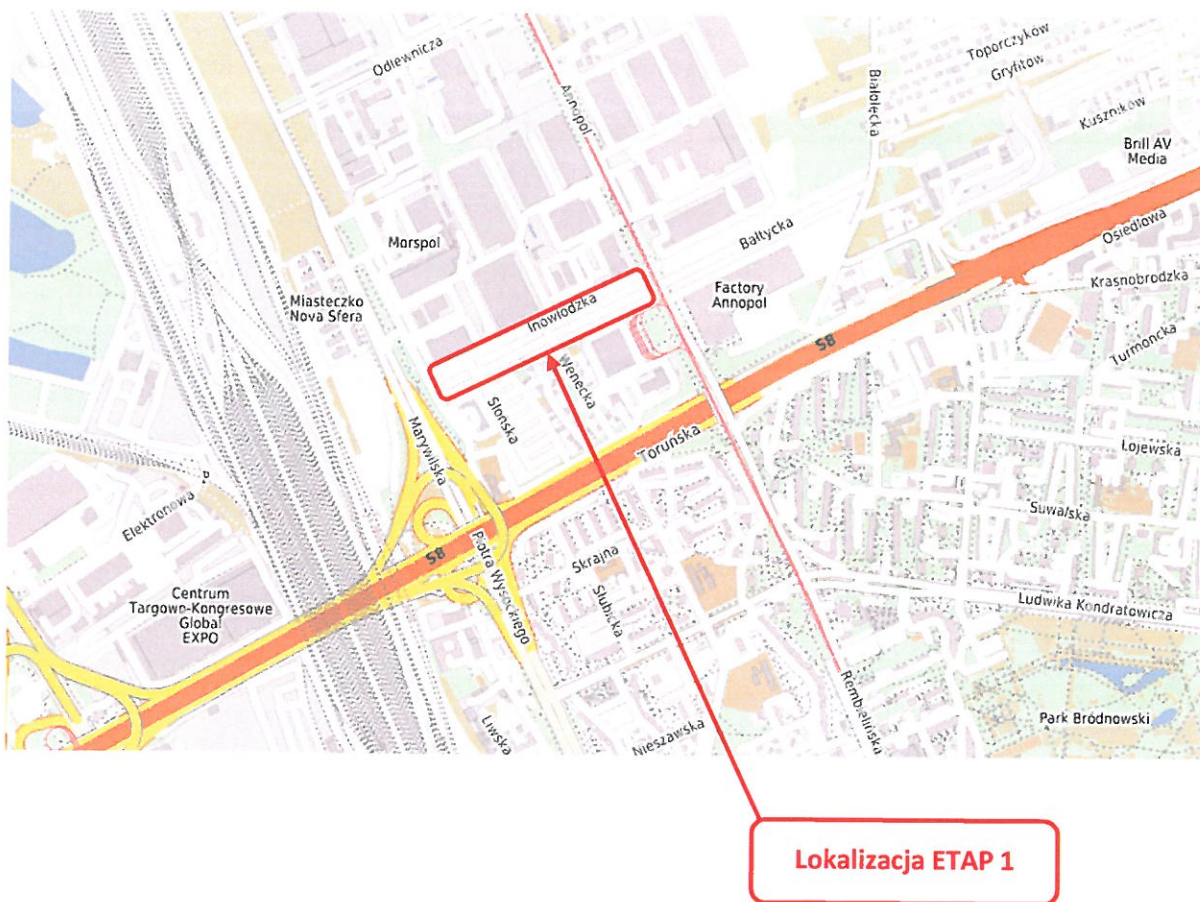 Odlewnicza
Annopol
Białołęcka
Toporczyków
Gryfitów
Kuszników
Brill AV
Media
Osiedlowa
Marspol
Bałtycka
Miasteczko
Nova Sfera
Inowłodzka
Factory
Annopol
Krasnobrodzka
Turmoncka
S8
Wenecka
Słonska
Marywilska
Toruńska
Łojewska
Elektronowa
Suwalska
S8
Piotra Wysockiego
Skrajna
Słubicka
Centrum
Targowo-Kongresowe
Global
EXPO
Ludwika Kondratowicza
Rembielińska
Park Bródnowski
Liwska
Nieszawska
Lokalizacja ETAP 1